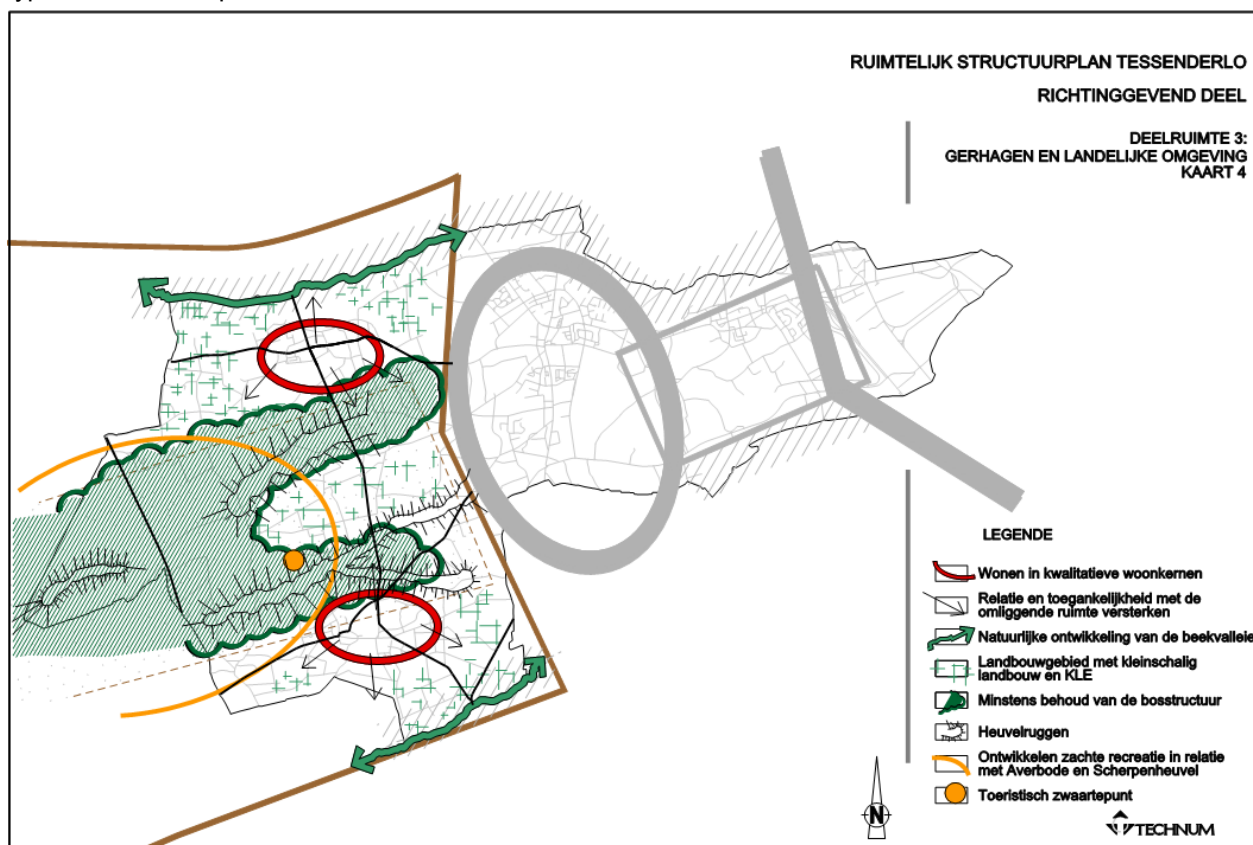 RUIMTELIJK STRUCTUURPLAN TESSENDERLO
RICHTINGGEVEND DEEL
DEELRUIMTE 3:
GERHAGEN EN LANDELIJKE OMGEVING
KAART 4
LEGENDE
Wonen in kwalitatieve woonkernen
Relatie en toegankelijkheid met de
omliggende ruimte versterken
Natuurlijke ontwikkeling van de beekvalleie
Landbouwgebied met kleinschalig
landbouw en KLE
Minstens behoud van de bosstructuur
Heuvelruggen
Ontwikkelen zachte recreatie in relatie
met Averbode en Scherpenheuvel
Toeristisch zwaartepunt
N
TECHNUM